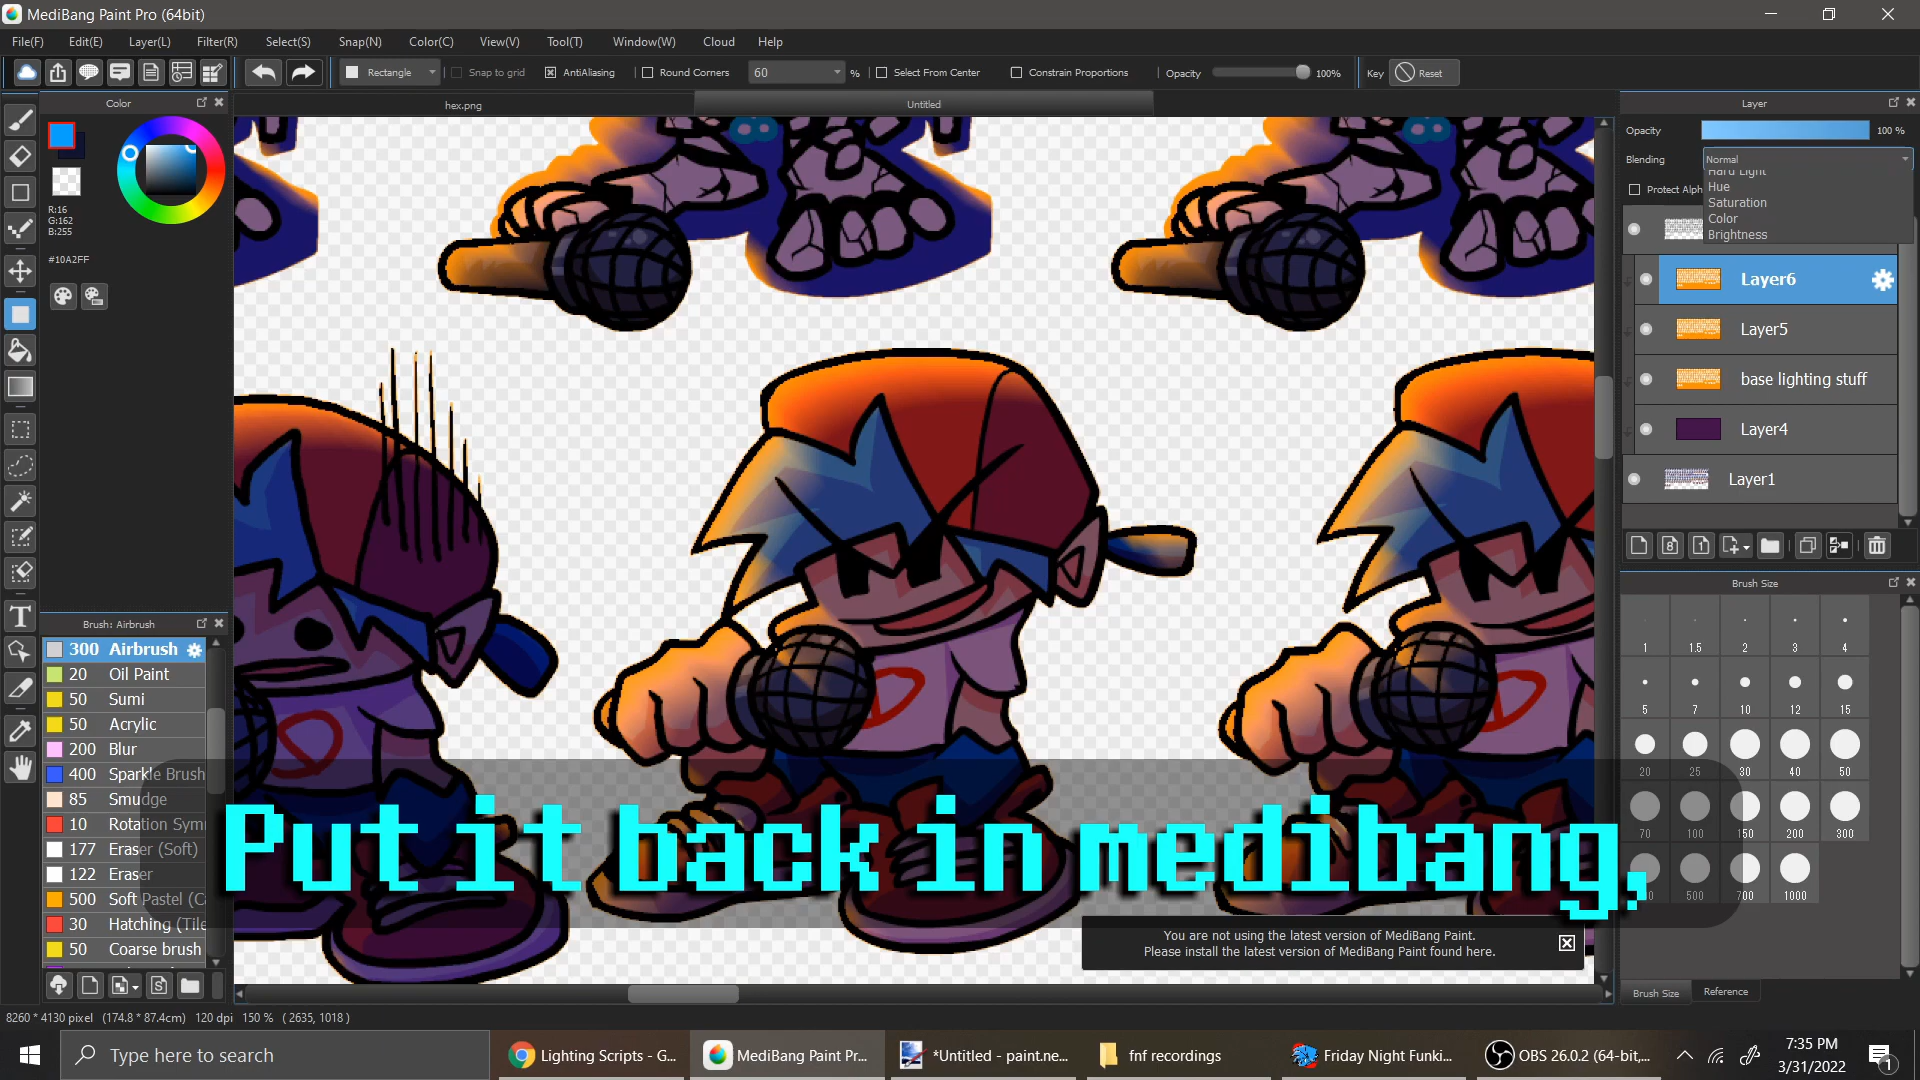 MediBang Paint Pro (64bit)
File(F) Edit(E) Layer(L) Filter(R) Select(S) Snap(N) Color(C) View(V) Tool(T) Window(W) Cloud Help
Rectangle Snap to grid AntiAliasing Round Corners 60 % Select From Center Constrain Proportions Opacity 100% Key Reset
Color
hex.png
Untitled
R:16
G:162
B:255
#10A2FF
Brush: Airbrush
300 Airbrush
20 Oil Paint
50 Sumi
50 Acrylic
200 Blur
400 Sparkle Brush
85 Smudge
10 Rotation Sym
177 Eraser (Soft)
122 Eraser
500 Soft Pastel (Ca
30 Hatching (Tile
50 Coarse brush
Layer
Opacity 100 %
Blending Normal
Hard Light
Hue
Saturation
Color
Brightness
Protect Alph
Layer6
Layer5
base lighting stuff
Layer4
Layer1
Brush Size
1 1.5 2 3 4
5 7 10 12 15
20 25 30 40 50
70 100 150 200 300
500 700 1000
Brush Size Reference
Put it back in medibang,
You are not using the latest version of MediBang Paint.
Please install the latest version of MediBang Paint found here.
8260 * 4130 pixel (174.8 * 87.4cm) 120 dpi 150 % ( 2635, 1018 )
Type here to search
Lighting Scripts - G...
MediBang Paint Pr...
*Untitled - paint.ne...
fnf recordings
Friday Night Funki...
OBS 26.0.2 (64-bit,...
7:35 PM
3/31/2022
1